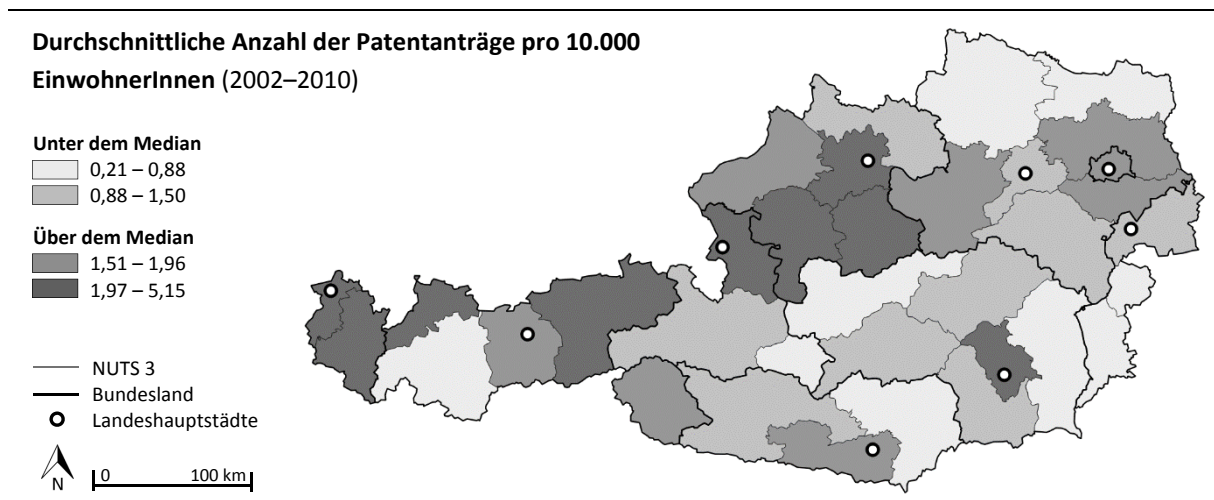 Durchschnittliche Anzahl der Patentanträge pro 10.000
EinwohnerInnen (2002–2010)
Unter dem Median
0,21 – 0,88
0,88 – 1,50
Über dem Median
1,51 – 1,96
1,97 – 5,15
NUTS 3
Bundesland
Landeshauptstädte
N
0 100 km